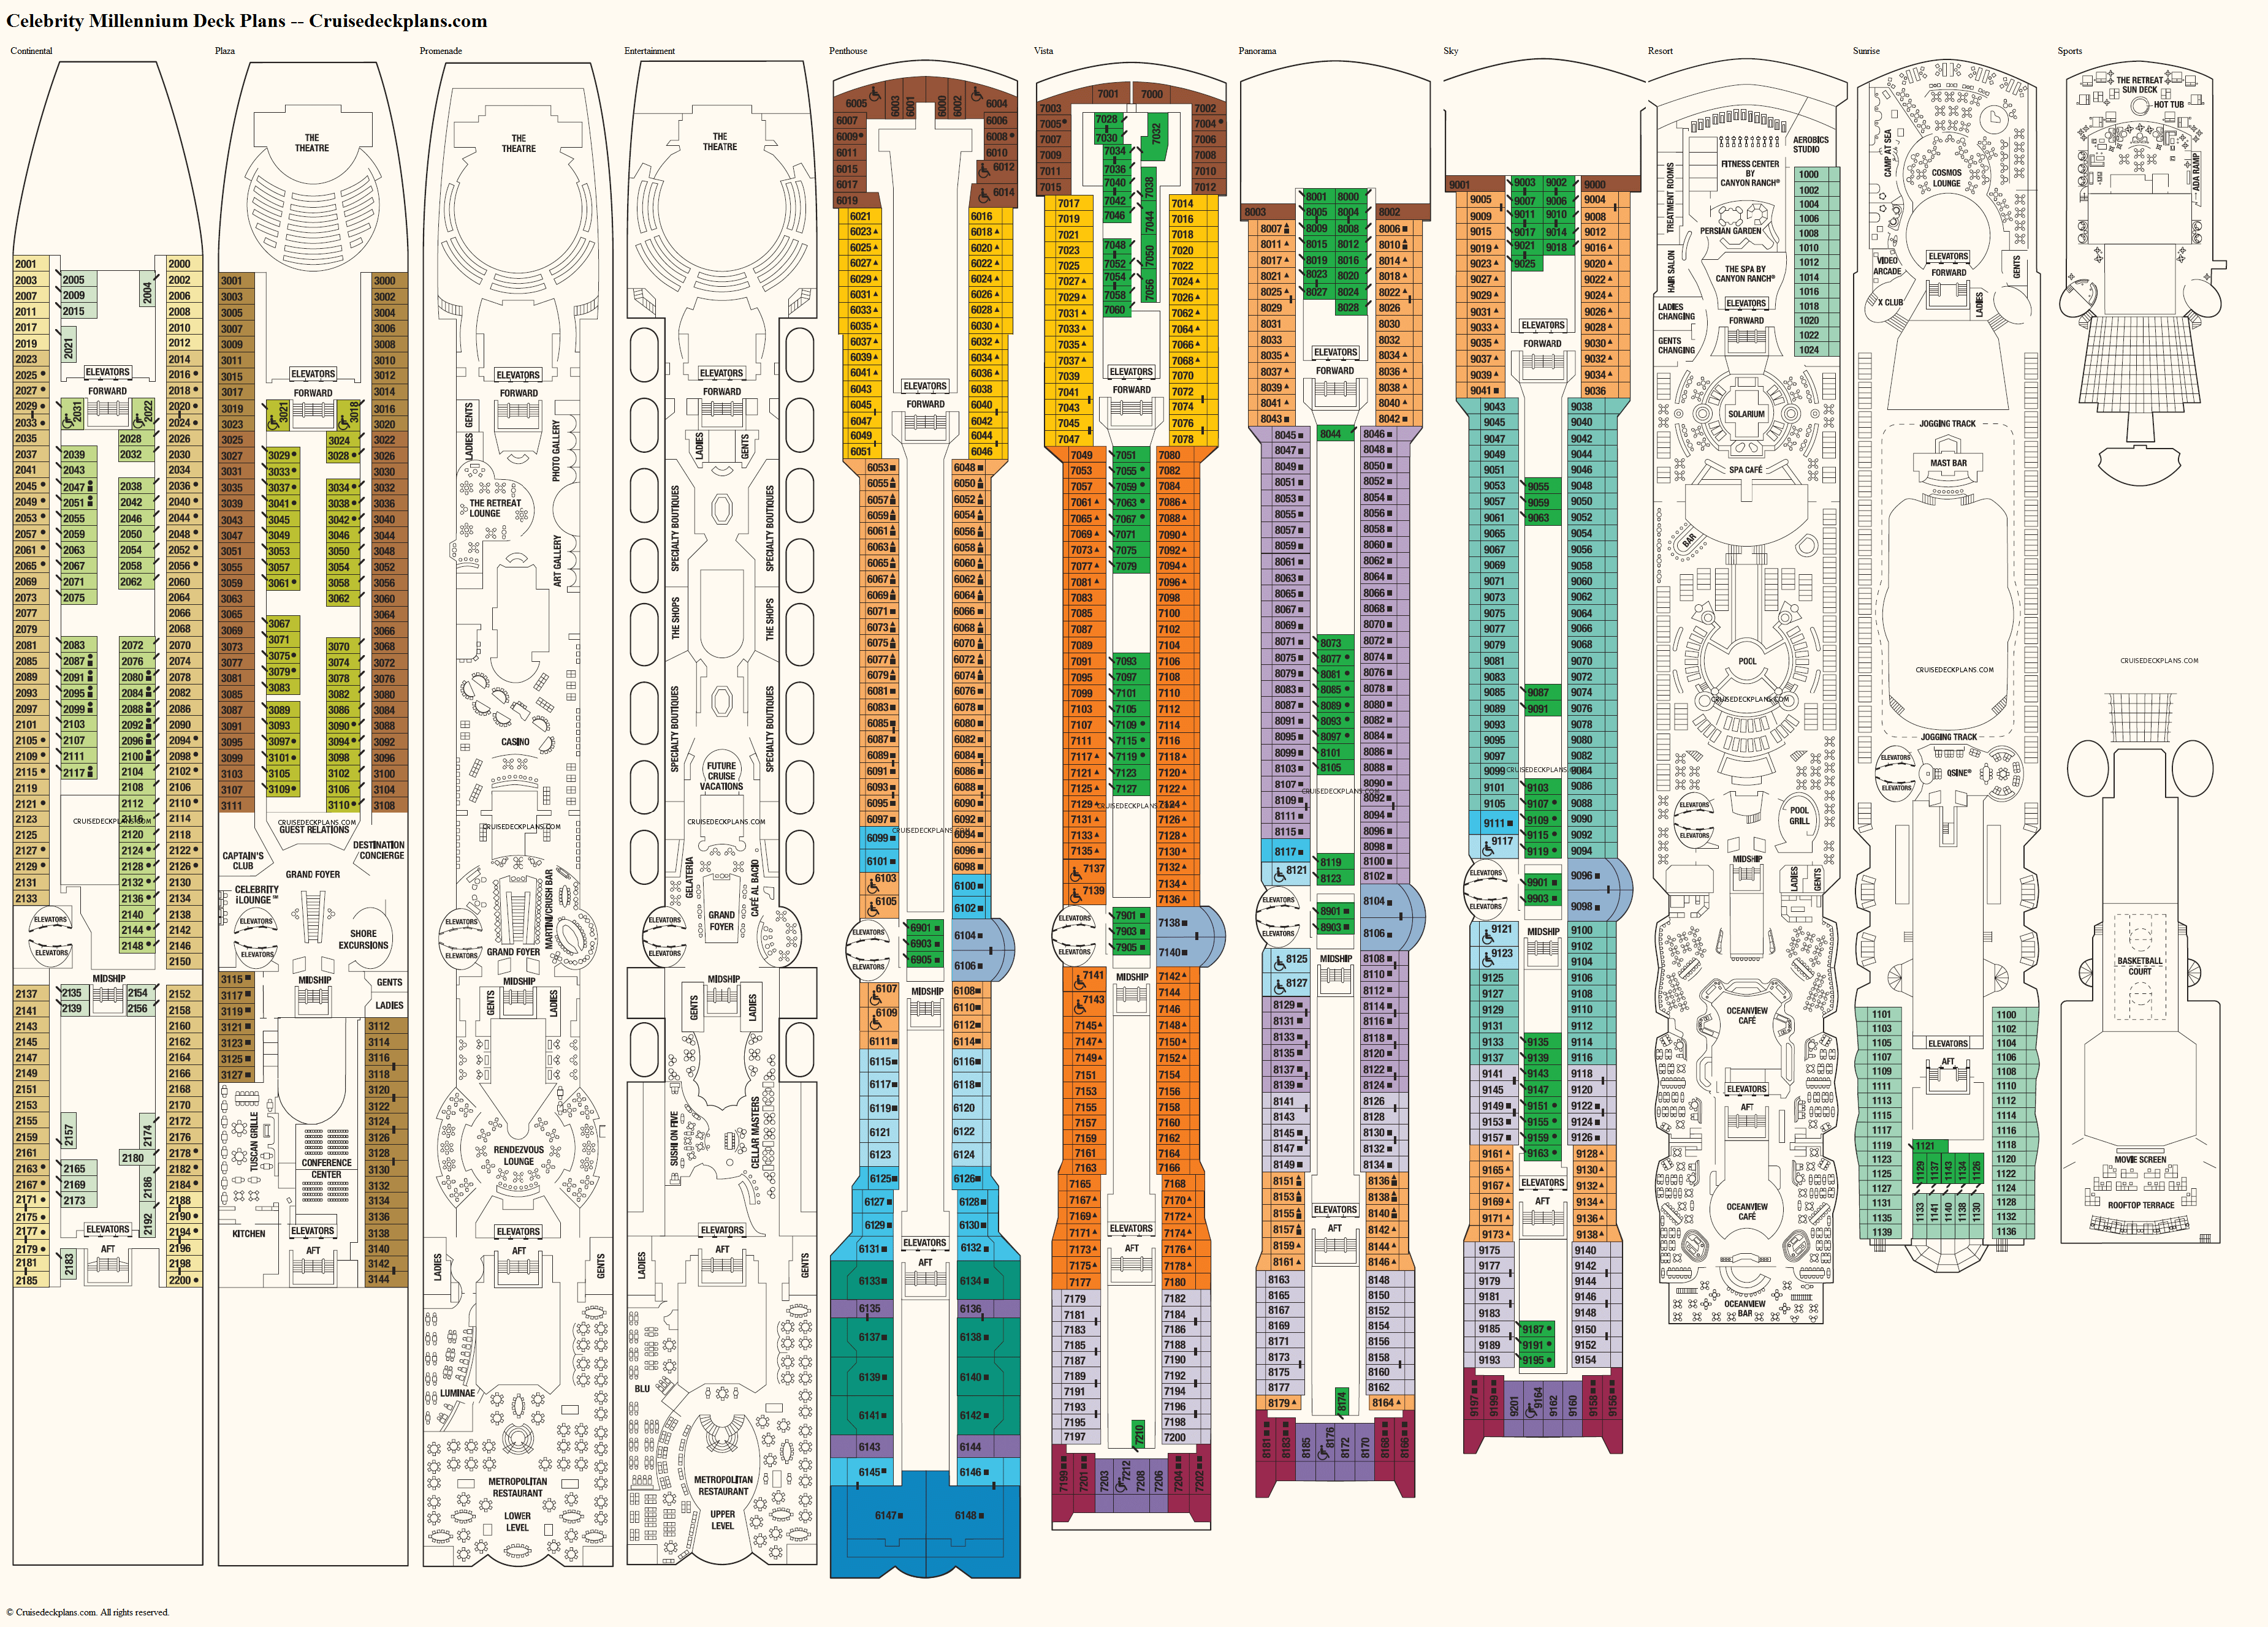 Celebrity Millennium Deck Plans -- Cruisedeckplans.com
Continental
2001 2003 2007 2011 2017 2019 2023 2025 2027 2029 2033 2035 2037 2041 2045 2049 2053 2057 2061 2065 2069 2073 2077 2079 2081 2085 2089 2093 2097 2101 2105 2109 2115 2119 2121 2123 2125 2127 2129 2131 2133
2005 2009 2015 2021
2004
ELEVATORS
FORWARD
2031 2022
2039 2043 2047 2051 2055 2059 2063 2067 2071 2075 2083 2087 2091 2095 2099 2103 2107 2111 2117
2028 2032 2038 2042 2046 2050 2054 2058 2062 2072 2076 2080 2084 2088 2092 2096 2100 2104 2108 2112 2116 2120 2124 2128 2132 2136 2140 2144 2148
2000 2002 2006 2008 2010 2012 2014 2016 2018 2020 2024 2026 2030 2034 2036 2040 2044 2048 2052 2056 2060 2064 2066 2068 2070 2074 2078 2082 2086 2090 2094 2098 2102 2106 2110 2114 2118 2122 2126 2130 2134 2138 2142 2146 2150
CRUISEDECKPLANS.COM
ELEVATORS
ELEVATORS
MIDSHIP
2137 2141 2143 2145 2147 2149 2151 2153 2155 2159 2161 2163 2167 2171 2175 2177 2179 2181 2185
2135 2139 2157 2165 2169 2173 2183
2154 2156 2174 2180 2186 2192
2152 2158 2160 2162 2164 2166 2168 2170 2172 2176 2178 2182 2184 2188 2190 2194 2196 2198 2200
ELEVATORS
AFT
Plaza
THE
THEATRE
3001 3003 3005 3007 3009 3011 3015 3017 3019 3025 3027 3031 3035 3039 3043 3047 3051 3055 3059 3063 3065 3069 3073 3077 3081 3085 3087 3091 3095 3099 3103 3107 3111
ELEVATORS
FORWARD
3021 3018
3029 3033 3037 3041 3045 3049 3053 3057 3061 3067 3071 3075 3079 3083 3089 3093 3097 3101 3105 3109
3024 3028 3034 3038 3042 3046 3050 3054 3058 3062 3070 3074 3078 3082 3086 3090 3094 3098 3102 3106 3110
3000 3002 3004 3006 3008 3010 3012 3014 3016 3020 3022 3026 3030 3032 3036 3040 3044 3048 3052 3056 3060 3064 3066 3068 3072 3076 3080 3084 3088 3092 3096 3100 3104 3108
CRUISEDECKPLANS.COM
GUEST RELATIONS
CAPTAIN'S
CLUB
DESTINATION
CONCIERGE
GRAND FOYER
CELEBRITY
iLOUNGE℠
ELEVATORS
ELEVATORS
SHORE
EXCURSIONS
MIDSHIP
GENTS
LADIES
3115 3117 3119 3121 3123 3125 3127
3112 3114 3116 3118 3120 3122 3124 3126 3128 3130 3132 3134 3136 3138 3140 3142 3144
TUSCAN GRILLE
CONFERENCE
CENTER
KITCHEN
ELEVATORS
AFT
Promenade
THE
THEATRE
ELEVATORS
FORWARD
GENTS
LADIES
PHOTO GALLERY
THE RETREAT
LOUNGE
ART GALLERY
CASINO
CRUISEDECKPLANS.COM
MARTINI/CRUSH BAR
ELEVATORS
ELEVATORS
GRAND FOYER
MIDSHIP
GENTS
LADIES
RENDEZVOUS
LOUNGE
ELEVATORS
AFT
LADIES
GENTS
LUMINAE
METROPOLITAN
RESTAURANT
LOWER
LEVEL
Entertainment
THE
THEATRE
ELEVATORS
FORWARD
LADIES
GENTS
SPECIALTY BOUTIQUES
SPECIALTY BOUTIQUES
THE SHOPS
THE SHOPS
SPECIALTY BOUTIQUES
SPECIALTY BOUTIQUES
FUTURE
CRUISE
VACATIONS
CRUISEDECKPLANS.COM
GELATERIA
CAFÉ AL BACIO
GRAND
FOYER
ELEVATORS
ELEVATORS
MIDSHIP
GENTS
LADIES
SUSHI ON FIVE
CELLAR MASTERS
ELEVATORS
AFT
LADIES
GENTS
BLU
METROPOLITAN
RESTAURANT
UPPER
LEVEL
Penthouse
6005 6003 6001 6000 6002 6004
6007 6009 6011 6015 6017 6019 6021 6023 6025 6027 6029 6031 6033 6035 6037 6039 6041 6043 6045 6047 6049 6051 6053 6055 6057 6059 6061 6063 6065 6067 6069 6071 6073 6075 6077 6079 6081 6083 6085 6087 6089 6091 6093 6095 6097 6099 6101 6103 6105
ELEVATORS
FORWARD
6006 6008 6010 6012 6014 6016 6018 6020 6022 6024 6026 6028 6030 6032 6034 6036 6038 6040 6042 6044 6046 6048 6050 6052 6054 6056 6058 6060 6062 6064 6066 6068 6070 6072 6074 6076 6078 6080 6084 6086 6090 6092 6094 6096 6098 6100 6102 6104 6106
CRUISEDECKPLANS.COM
ELEVATORS
ELEVATORS
6901 6903 6905
MIDSHIP
6107 6109 6111 6115 6117 6119 6121 6123 6125 6127 6129 6131 6133 6135 6137 6139 6141 6143 6145 6147
6108 6110 6112 6114 6116 6118 6120 6122 6124 6126 6128 6130 6132 6134 6136 6138 6140 6142 6144 6146 6148
ELEVATORS
AFT
Vista
7001 7000
7003 7005 7007 7009 7011 7015 7017 7019 7021 7023 7025 7027 7029 7031 7033 7035 7037 7039 7041 7043 7045 7047 7049 7053 7057 7061 7065 7069 7073 7077 7081 7083 7085 7087 7089 7091 7095 7099 7103 7107 7111 7117 7121 7125 7129 7131 7133 7135 7137 7139
7028 7030 7034 7036 7040 7042 7046 7048 7052 7054 7058 7060
7032 7038 7044 7050 7056
ELEVATORS
FORWARD
7051 7055 7059 7063 7067 7071 7075 7079 7093 7097 7101 7105 7109 7115 7119 7123 7127
7002 7004 7006 7008 7010 7012 7014 7016 7018 7020 7022 7024 7026 7062 7064 7066 7068 7070 7072 7074 7076 7078 7080 7082 7084 7086 7088 7090 7092 7094 7096 7098 7100 7102 7104 7106 7108 7110 7112 7114 7116 7118 7120 7122 7124 7126 7128 7130 7132 7134 7136 7138 7140
CRUISEDECKPLANS.COM
ELEVATORS
ELEVATORS
7901 7903 7905
MIDSHIP
7141 7143 7145 7147 7149 7151 7153 7155 7157 7159 7161 7163 7165 7167 7169 7171 7173 7175 7177 7179 7181 7183 7185 7187 7189 7191 7193 7195 7197
7142 7144 7146 7148 7150 7152 7154 7156 7158 7160 7162 7164 7166 7168 7170 7172 7174 7176 7178 7180 7182 7184 7186 7188 7190 7192 7194 7196 7198 7200
ELEVATORS
AFT
7210
7199 7201 7203 7212 7208 7206 7204 7202
Panorama
8001 8000
8003 8007 8011 8017 8021 8025 8029 8031 8033 8035 8037 8039 8041 8043 8045 8047 8049 8051 8053 8055 8057 8059 8061 8063 8065 8067 8069 8071 8075 8079 8083 8087 8091 8095 8099 8103 8107 8109 8111 8115 8117 8121
8005 8009 8015 8019 8023 8027
8004 8008 8012 8016 8020 8024 8028
ELEVATORS
FORWARD
8044 8073 8077 8081 8085 8089 8093 8097 8101 8105 8119 8123
8002 8006 8010 8014 8018 8022 8026 8030 8032 8034 8036 8038 8040 8042 8046 8048 8050 8052 8054 8056 8058 8060 8062 8064 8066 8068 8070 8072 8074 8076 8078 8080 8082 8084 8086 8088 8090 8092 8094 8096 8098 8100 8102 8104 8106
CRUISEDECKPLANS.COM
ELEVATORS
ELEVATORS
8901 8903
MIDSHIP
8125 8127 8129 8131 8133 8135 8137 8139 8141 8143 8145 8147 8149 8151 8153 8155 8157 8159 8161 8163 8165 8167 8169 8171 8173 8175 8177 8179
8108 8110 8112 8114 8116 8118 8120 8122 8124 8126 8128 8130 8132 8134 8136 8138 8140 8142 8144 8146 8148 8150 8152 8154 8156 8158 8160 8162 8164
ELEVATORS
AFT
8174
8181 8183 8185 8176 8172 8170 8168 8166
Sky
9001 9003 9002 9000
9005 9009 9015 9019 9023 9027 9029 9031 9033 9035 9037 9039 9041 9043 9045 9047 9049 9051 9053 9057 9061 9065 9067 9069 9071 9073 9075 9077 9079 9081 9083 9085 9089 9093 9095 9097 9099 9101 9105 9111 9117
9007 9011 9017 9021 9025
9006 9010 9014 9018
ELEVATORS
FORWARD
9055 9059 9063 9087 9091 9103 9107 9109 9115 9119
9004 9008 9012 9016 9020 9022 9024 9026 9028 9030 9032 9034 9036 9038 9040 9042 9044 9046 9048 9050 9052 9054 9056 9058 9060 9062 9064 9066 9068 9070 9072 9074 9076 9078 9080 9082 9084 9086 9088 9090 9092 9094 9096 9098
CRUISEDECKPLANS.COM
ELEVATORS
ELEVATORS
9901 9903
MIDSHIP
9121 9123 9125 9127 9129 9131 9133 9137 9141 9145 9149 9153 9157 9161 9165 9167 9169 9171 9173 9175 9177 9179 9181 9183 9185 9189 9193
9135 9139 9143 9147 9151 9155 9159 9163
9100 9102 9104 9106 9108 9110 9112 9114 9116 9118 9120 9122 9124 9126 9128 9130 9132 9134 9136 9138 9140 9142 9144 9146 9148 9150 9152 9154
ELEVATORS
AFT
9187 9191 9195
9197 9199 9201 9164 9162 9160 9158 9156
Resort
AEROBICS
STUDIO
FITNESS CENTER
BY
CANYON RANCH®
TREATMENT ROOMS
PERSIAN GARDEN
HAIR SALON
THE SPA BY
CANYON RANCH®
1000 1002 1004 1006 1008 1010 1012 1014 1016 1018 1020 1022 1024
LADIES
CHANGING
GENTS
CHANGING
ELEVATORS
FORWARD
SOLARIUM
SPA CAFÉ
BAR
POOL
CRUISEDECKPLANS.COM
ELEVATORS
ELEVATORS
POOL
GRILL
MIDSHIP
LADIES
GENTS
OCEANVIEW
CAFÉ
ELEVATORS
AFT
OCEANVIEW
CAFÉ
OCEANVIEW
BAR
Sunrise
CAMP AT SEA
COSMOS
LOUNGE
VIDEO
ARCADE
ELEVATORS
FORWARD
GENTS
X CLUB
LADIES
JOGGING TRACK
MAST BAR
CRUISEDECKPLANS.COM
JOGGING TRACK
ELEVATORS
ELEVATORS
QSINE®
1101 1103 1105 1107 1109 1111 1113 1115 1117 1119 1123 1125 1127 1131 1135 1139
ELEVATORS
AFT
1121
1129 1137 1143 1134 1126
1133 1141 1140 1138 1130
1100 1102 1104 1106 1108 1110 1112 1114 1116 1118 1120 1122 1124 1128 1132 1136
Sports
THE RETREAT
SUN DECK
HOT TUB
ADA RAMP
CRUISEDECKPLANS.COM
BASKETBALL
COURT
MOVIE SCREEN
ROOFTOP TERRACE
© Cruisedeckplans.com. All rights reserved.